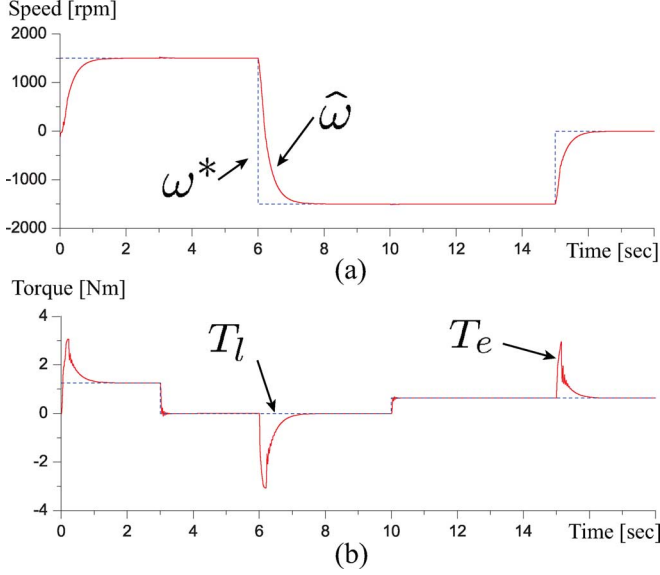 Speed [rpm]
2000
1000
0
-1000
-2000
ω̂
ω*
0 2 4 6 8 10 12 14
Time [sec]
(a)
Torque [Nm]
4
2
0
-2
-4
T_l
T_e
0 2 4 6 8 10 12 14
Time [sec]
(b)